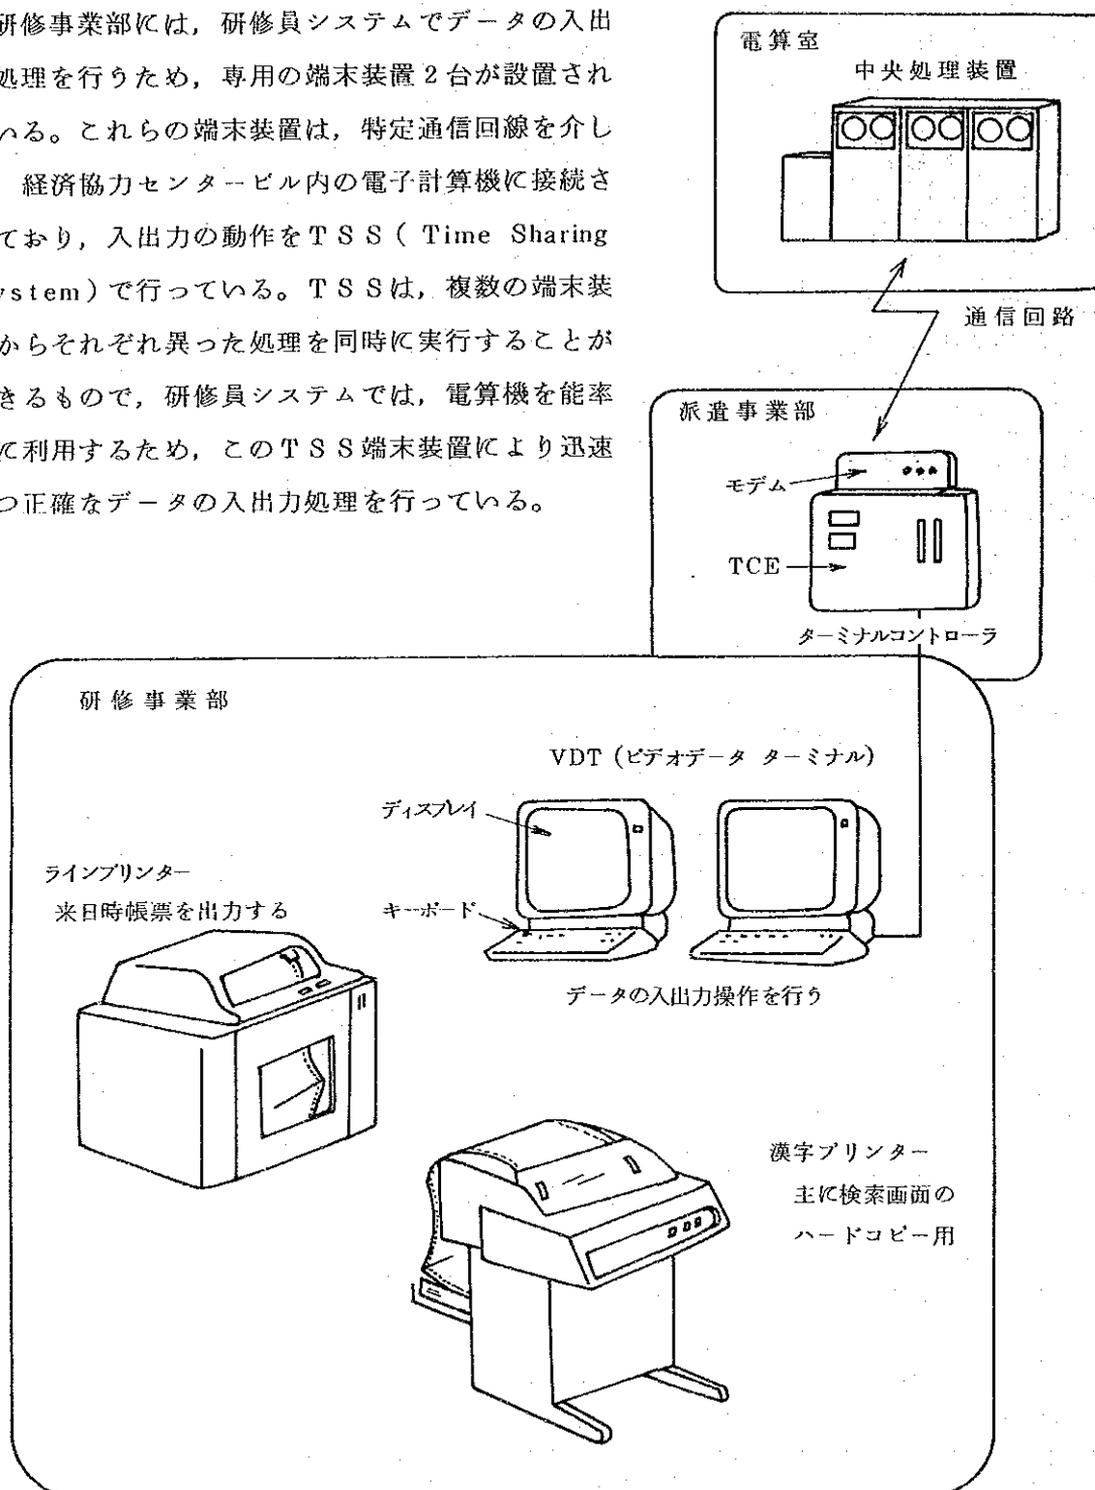 研修事業部には，研修員システムでデータの入出
処理を行うため，専用の端末装置２台が設置され
いる。これらの端末装置は，特定通信回線を介し
経済協力センタービル内の電子計算機に接続さ
ており，入出力の動作をＴＳＳ（Time Sharing
ystem）で行っている。ＴＳＳは，複数の端末装
からそれぞれ異った処理を同時に実行することが
きるもので，研修員システムでは，電算機を能率
に利用するため，このＴＳＳ端末装置により迅速
つ正確なデータの入出力処理を行っている。
電算室
中央処理装置
通信回路
派遣事業部
モデム
TCE
ターミナルコントローラ
研修事業部
VDT（ビデオデータ ターミナル）
ディスプレイ
キーボード
データの入出力操作を行う
ラインプリンター
来日時帳票を出力する
漢字プリンター
主に検索画面の
ハードコピー用